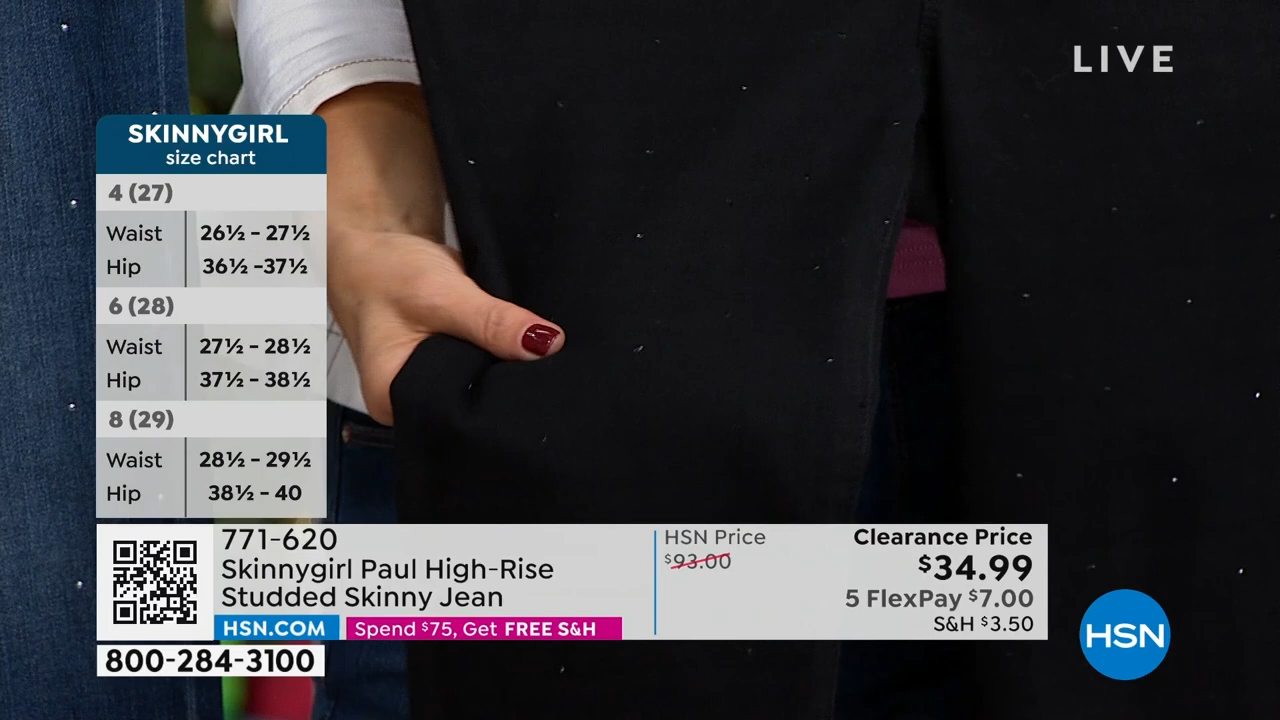 LIVE
SKINNYGIRL
size chart
4 (27)
Waist 26½ - 27½
Hip 36½ -37½
6 (28)
Waist 27½ - 28½
Hip 37½ - 38½
8 (29)
Waist 28½ - 29½
Hip 38½ - 40
771-620
Skinnygirl Paul High-Rise
Studded Skinny Jean
HSN.COM Spend $75, Get FREE S&H
800-284-3100
HSN Price
$93.00
Clearance Price
$34.99
5 FlexPay $7.00
S&H $3.50
HSN